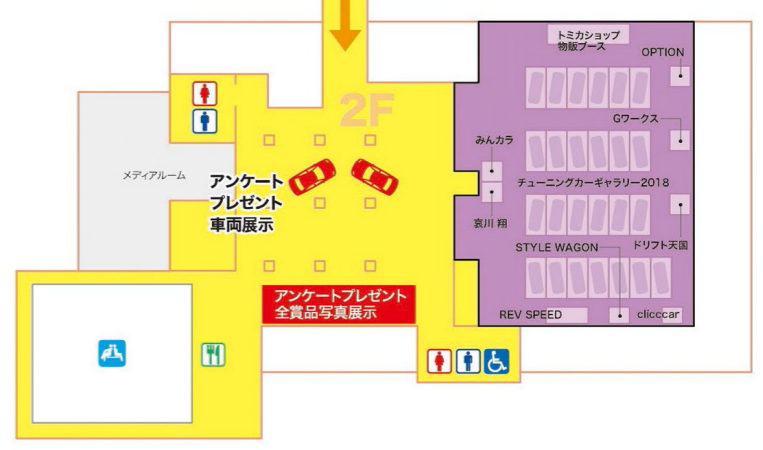 トミカショップ
物販ブース
OPTION
2F
Gワークス
みんカラ
メディアルーム
アンケート
プレゼント
車両展示
チューニングカーギャラリー2018
哀川 翔
STYLE WAGON
ドリフト天国
アンケートプレゼント
全賞品写真展示
REV SPEED
clicccar